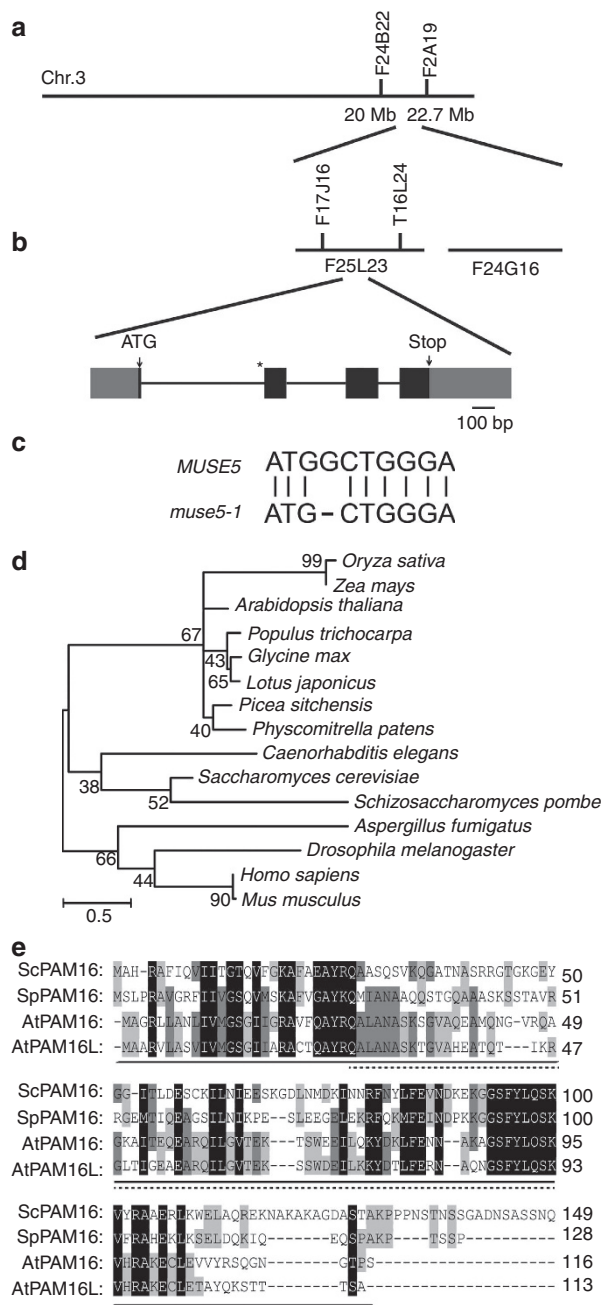 a
F24B22
F2A19
Chr.3
20 Mb 22.7 Mb
F17J16
T16L24
b
F25L23
F24G16
ATG
Stop
*
100 bp
c
MUSE5 ATGGCTGGGA
muse5-1 ATG-CTGGGA
d
99
Oryza sativa
Zea mays
Arabidopsis thaliana
67
Populus trichocarpa
43
Glycine max
65
Lotus japonicus
Picea sitchensis
40
Physcomitrella patens
Caenorhabditis elegans
38
Saccharomyces cerevisiae
52
Schizosaccharomyces pombe
Aspergillus fumigatus
66
Drosophila melanogaster
44
Homo sapiens
90
Mus musculus
0.5
e
ScPAM16: MAHR-AFIQVIITGTQVFGKAFAEAYRQAASQSVKQGATNASRRGTGKGEY 50
SpPAM16: MSLPRAVGRFIIVGSQVMSKAFVGAYKQMIANAAQQSTGQAAASKSSTAVR 51
AtPAM16: -MAGRLLANLIVMGSGIIGRAVFQAYRQALANASKSGVAQEAMQNG-VRQA 49
AtPAM16L: -MAARVLASVIVMGSGIIARACTQAYRQALANASKTGVAHEATQT---IKR 47
ScPAM16: GG-ITLDESCKILNIEESKGDLNMDKINNRFNYLFEVNDKEKGGSFYLQSK 100
SpPAM16: RGEMTIQEAGSILNIKPE--SLEEGELEKRFQKMFEINDPKKGGSFYLQSK 100
AtPAM16: GKAITEQEARQILGVTEK---TSWEEILQKYDKLFENN--AKAGSFYLQSK 95
AtPAM16L: GLTIGEAEARQILGVTEK---SSWDEILKKYDTLFERN--AQNGSFYLQSK 93
ScPAM16: VYRAAERLKWELAQREKNAKAKAGDASTAKPPPNSTNSSGADNSASSNQ 149
SpPAM16: VFRAHEKLKSELDQKIQ-------EQSPAKP---TSSP----------- 128
AtPAM16: VHRAKECLEVVYRSQGN-------GTPS--------------------- 116
AtPAM16L: VHRAKECLETAYQKSTT-------TSA---------------------- 113